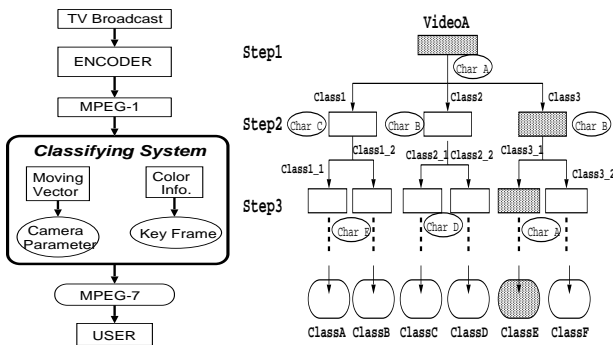 TV Broadcast
ENCODER
MPEG-1
Classifying System
Moving
Vector
Color
Info.
Camera
Parameter
Key Frame
MPEG-7
USER
VideoA
Step1
Char A
Class1
Class2
Class3
Step2
Char C
Char B
Char B
Class1_1
Class1_2
Class2_1
Class2_2
Class3_1
Class3_2
Step3
Char E
Char D
Char A
ClassA
ClassB
ClassC
ClassD
ClassE
ClassF